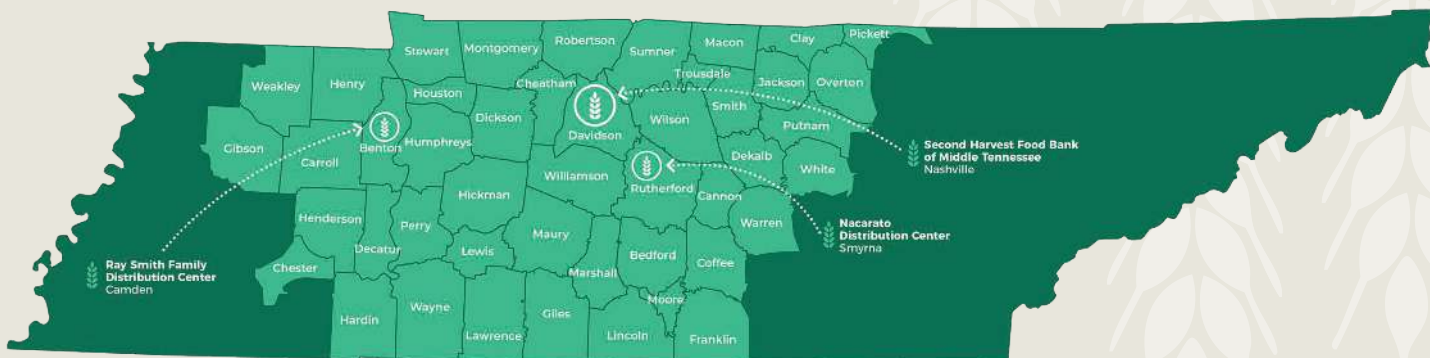 Stewart
Montgomery
Robertson
Sumner
Macon
Clay
Pickett
Weakley
Henry
Houston
Cheatham
Trousdale
Jackson
Overton
Dickson
Davidson
Wilson
Smith
Putnam
Gibson
Carroll
Benton
Humphreys
Williamson
Rutherford
Dekalb
White
Cannon
Hickman
Henderson
Perry
Decatur
Lewis
Maury
Warren
Chester
Marshall
Bedford
Coffee
Hardin
Wayne
Lawrence
Giles
Moore
Lincoln
Franklin
Second Harvest Food Bank
of Middle Tennessee
Nashville
Nacarato
Distribution Center
Smyrna
Ray Smith Family
Distribution Center
Camden